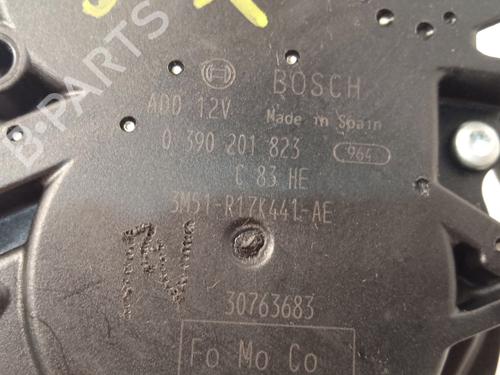 BOSCH
ADD 12V
Made in Spain
0 390 201 823
964
C 83 HE
3M51-R17K441-AE
30763683
Fo Mo Co
B-PARTS